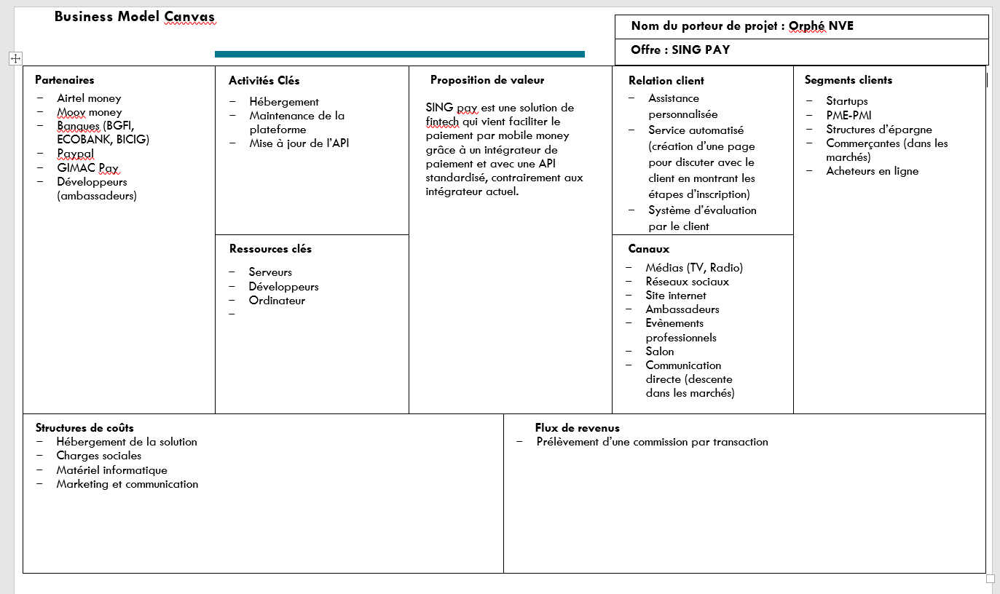 Business Model Canvas
Nom du porteur de projet : Orphé NVE
Offre : SING PAY
Partenaires
– Airtel money
– Moov money
– Banques (BGFI,
ECOBANK, BICIG)
– Paypal
– GIMAC Pay
– Développeurs
(ambassadeurs)
Activités Clés
– Hébergement
– Maintenance de la
plateforme
– Mise à jour de l’API
Ressources clés
– Serveurs
– Développeurs
– Ordinateur
–
Proposition de valeur
SING pay est une solution de
fintech qui vient faciliter le
paiement par mobile money
grâce à un intégrateur de
paiement et avec une API
standardisé, contrairement aux
intégrateur actuel.
Relation client
– Assistance
personnalisée
– Service automatisé
(création d’une page
pour discuter avec le
client en montrant les
étapes d’inscription)
– Système d’évaluation
par le client
Canaux
– Médias (TV, Radio)
– Réseaux sociaux
– Site internet
– Ambassadeurs
– Evènements
professionnels
– Salon
– Communication
directe (descente
dans les marchés)
Segments clients
– Startups
– PME-PMI
– Structures d’épargne
– Commerçantes (dans les
marchés)
– Acheteurs en ligne
Structures de coûts
– Hébergement de la solution
– Charges sociales
– Matériel informatique
– Marketing et communication
Flux de revenus
– Prélèvement d’une commission par transaction